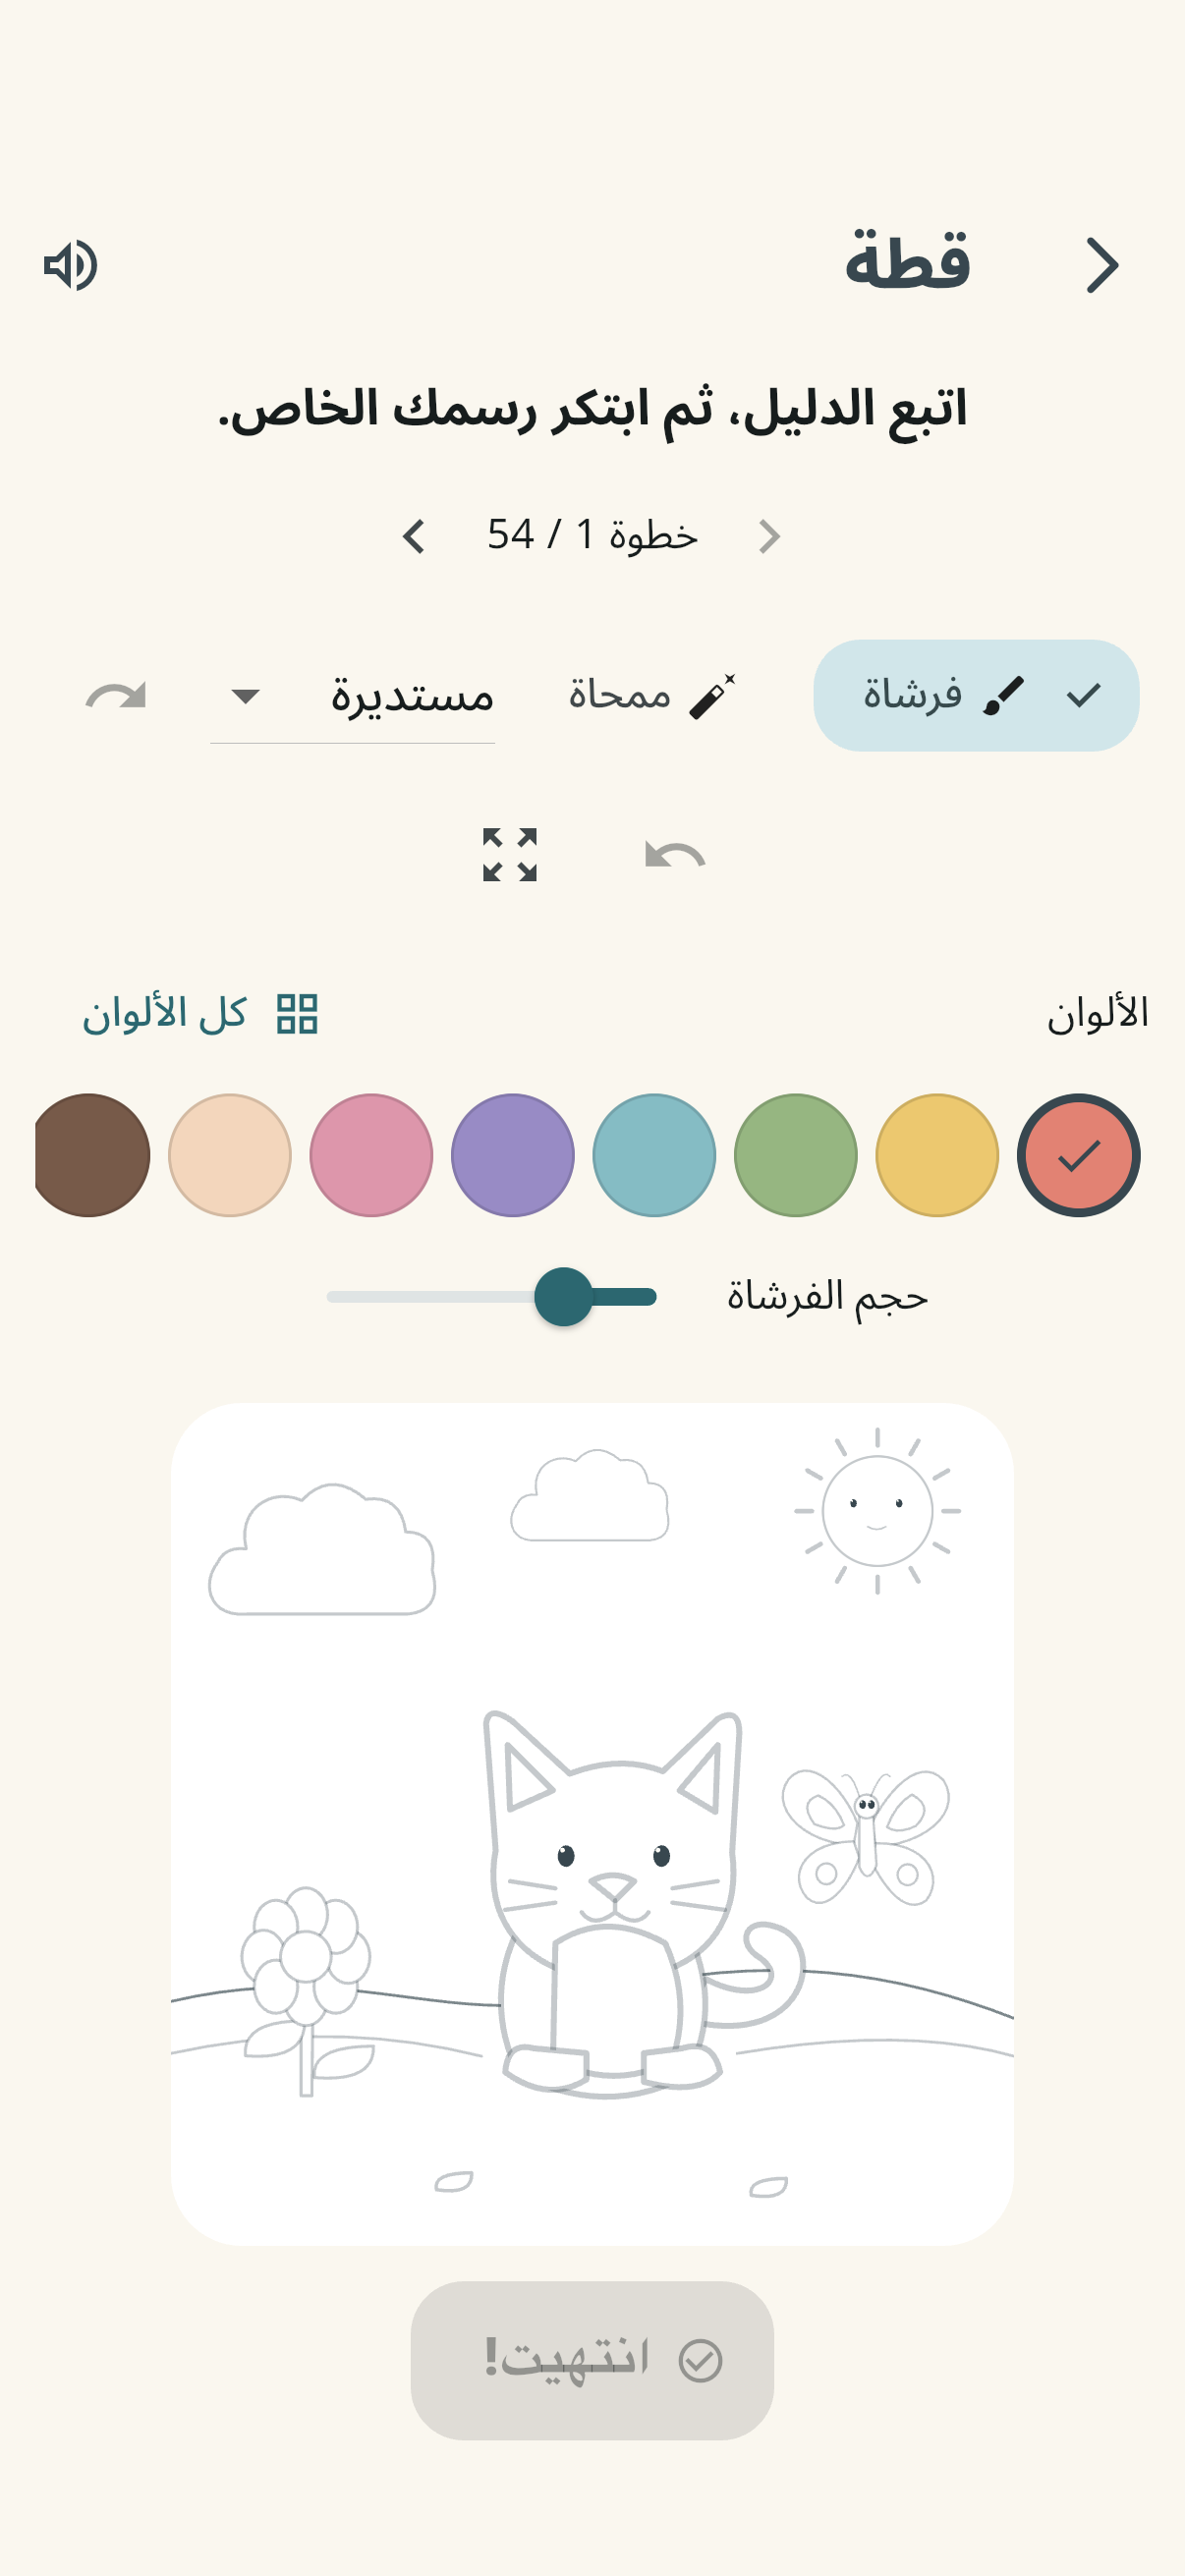 قطة
اتبع الدليل، ثم ابتكر رسمك الخاص.
خطوة 1 / 54
فرشاة
ممحاة
مستديرة
الألوان
كل الألوان
حجم الفرشاة
انتهيت!